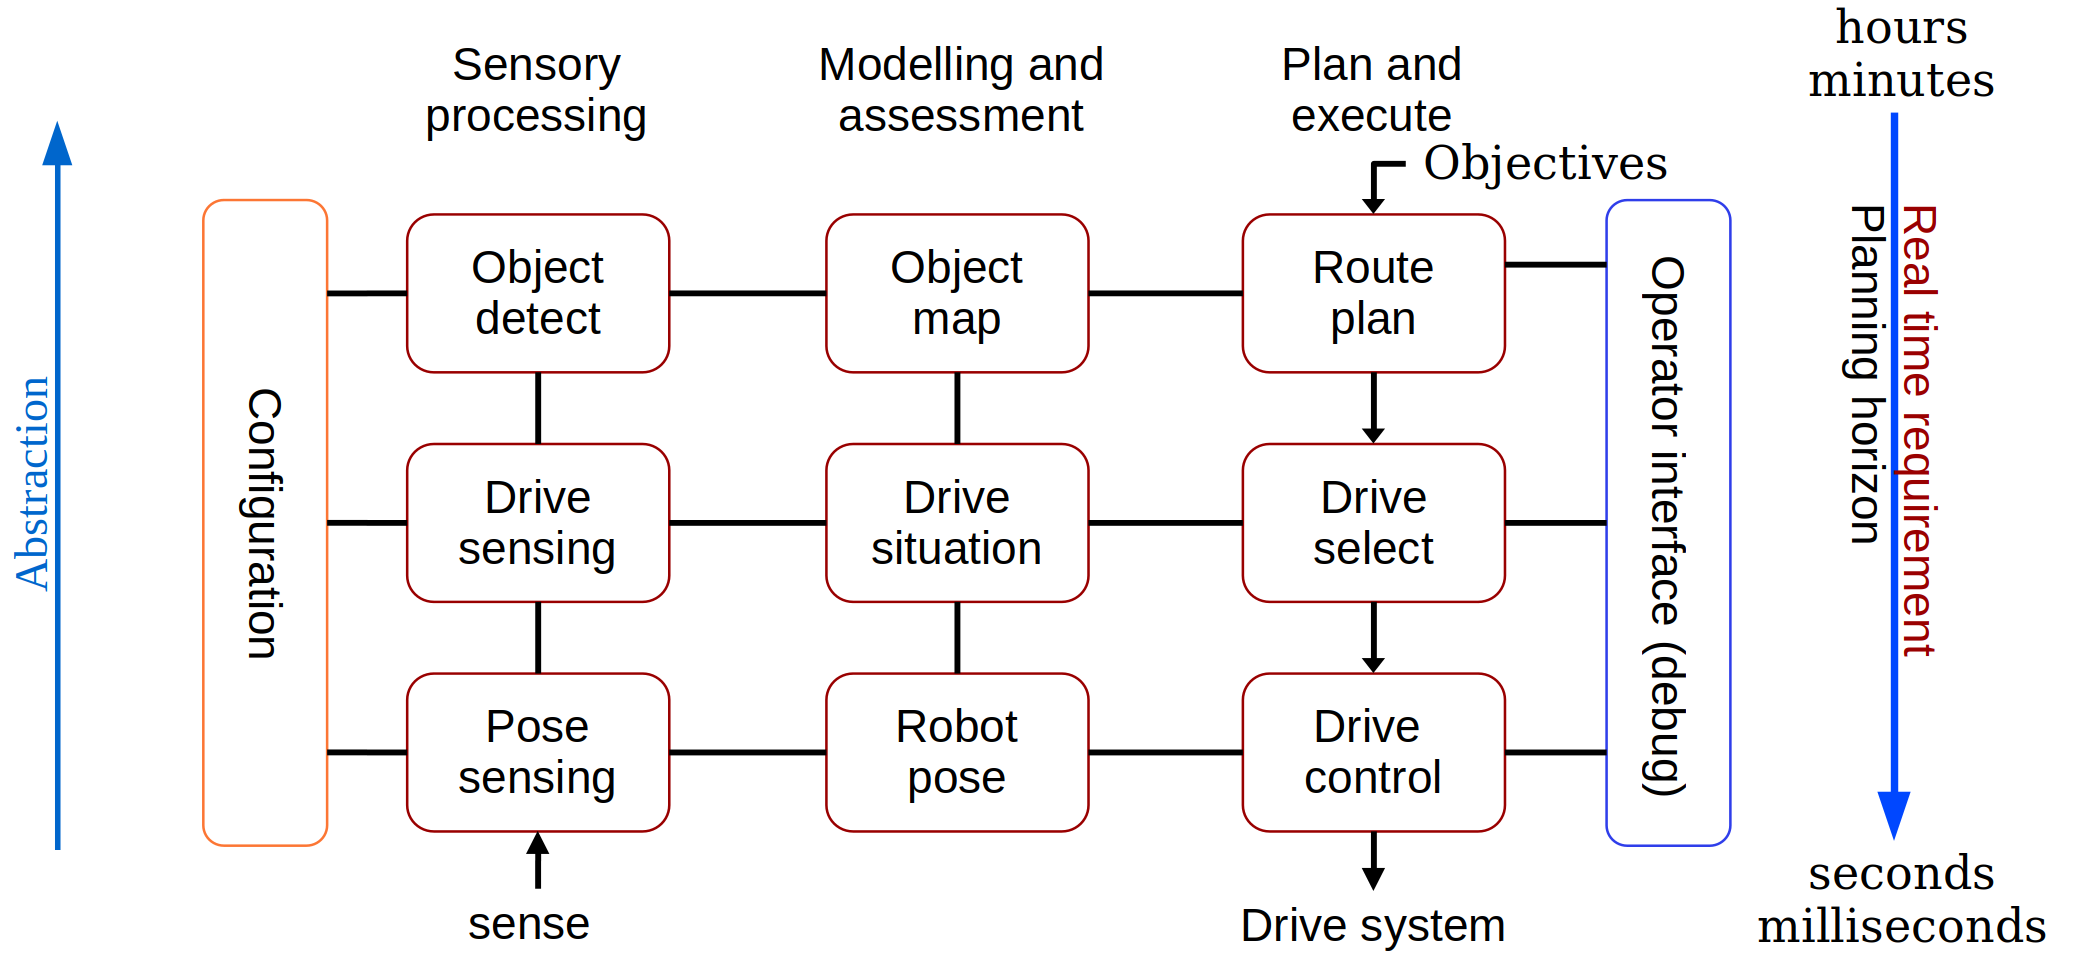 hours
minutes
Sensory
processing
Modelling and
assessment
Plan and
execute
Objectives
Abstraction
Configuration
Object
detect
Object
map
Route
plan
Drive
sensing
Drive
situation
Drive
select
Pose
sensing
Robot
pose
Drive
control
Operator interface (debug)
Planning horizon
Real time requirement
sense
Drive system
seconds
milliseconds